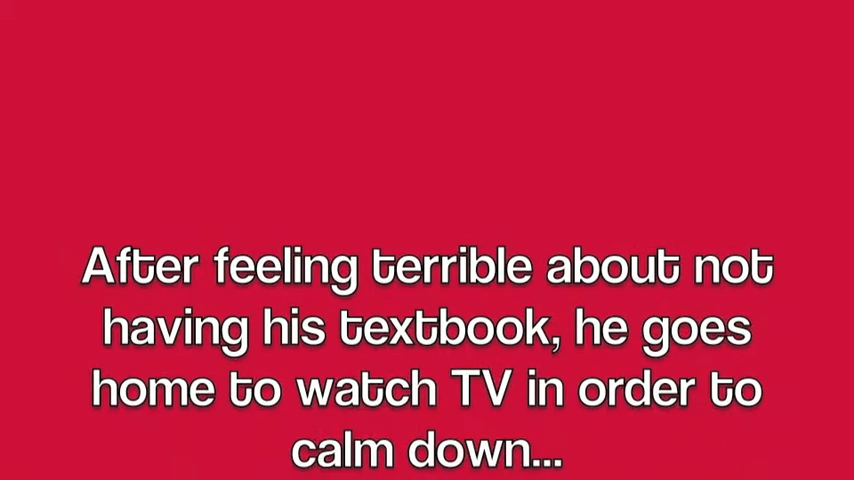 After feeling terrible about not
having his textbook, he goes
home to watch TV in order to
calm down...